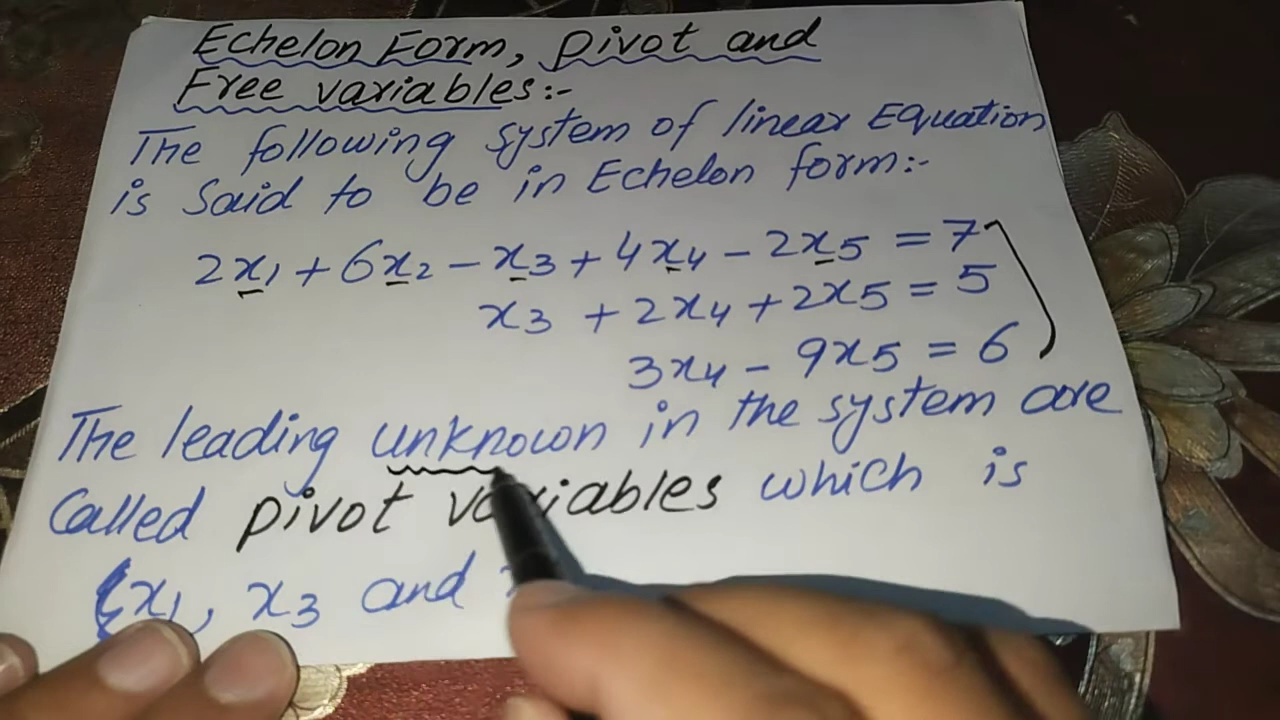 Echelon Form, pivot and
Free variables:-
The following system of linear Equation
is said to be in Echelon form:-
2x1 + 6x2 - x3 + 4x4 - 2x5 = 7
x3 + 2x4 + 2x5 = 5
3x4 - 9x5 = 6
The leading unknown in the system are
called pivot variables which is
{x1, x3 and